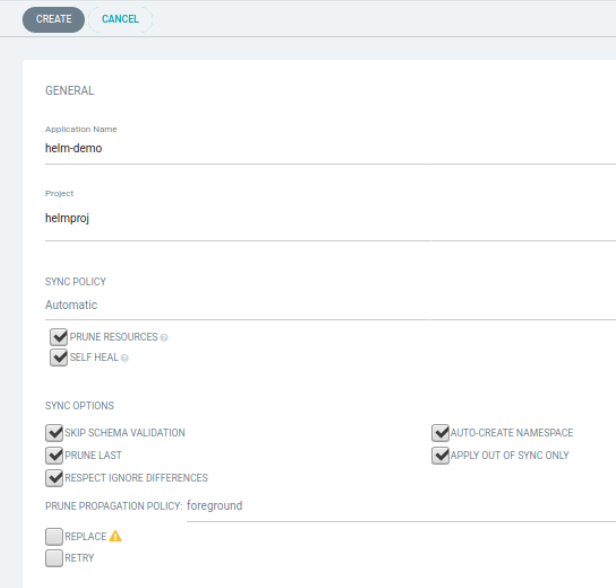 CREATE CANCEL
GENERAL
Application Name
helm-demo
Project
helmproj
SYNC POLICY
Automatic
PRUNE RESOURCES
SELF HEAL
SYNC OPTIONS
SKIP SCHEMA VALIDATION AUTO-CREATE NAMESPACE
PRUNE LAST APPLY OUT OF SYNC ONLY
RESPECT IGNORE DIFFERENCES
PRUNE PROPAGATION POLICY: foreground
REPLACE
RETRY